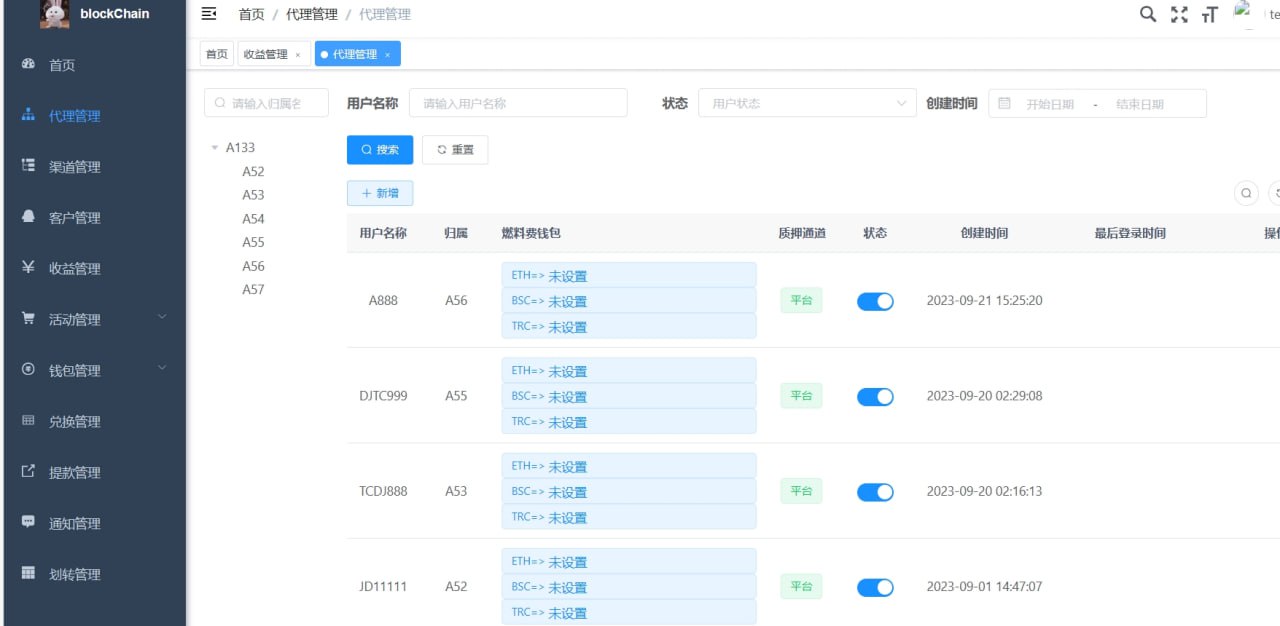 blockChain
首页
代理管理
渠道管理
客户管理
收益管理
活动管理
钱包管理
兑换管理
提款管理
通知管理
划转管理
首页 / 代理管理 / 代理管理
首页 收益管理 × 代理管理 ×
请输入归属名
A133
A52
A53
A54
A55
A56
A57
用户名称 请输入用户名称 状态 用户状态 创建时间 开始日期 - 结束日期
搜索 重置
+ 新增
用户名称 归属 燃料费钱包 质押通道 状态 创建时间 最后登录时间
ETH=> 未设置
A888 A56 BSC=> 未设置 平台 2023-09-21 15:25:20
TRC=> 未设置
ETH=> 未设置
DJTC999 A55 BSC=> 未设置 平台 2023-09-20 02:29:08
TRC=> 未设置
ETH=> 未设置
TCDJ888 A53 BSC=> 未设置 平台 2023-09-20 02:16:13
TRC=> 未设置
ETH=> 未设置
JD11111 A52 BSC=> 未设置 平台 2023-09-01 14:47:07
TRC=> 未设置